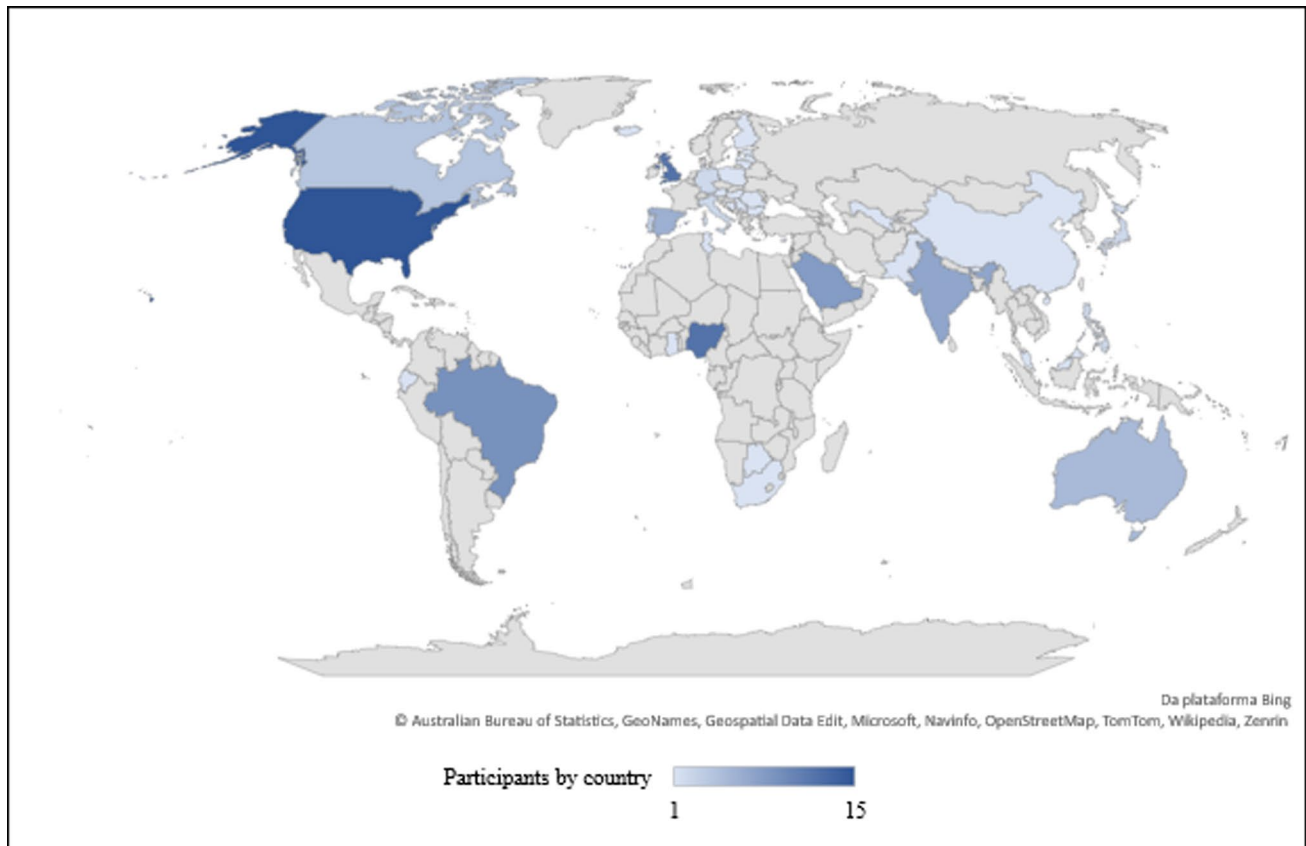 Da plataforma Bing
© Australian Bureau of Statistics, GeoNames, Geospatial Data Edit, Microsoft, Navinfo, OpenStreetMap, TomTom, Wikipedia, Zenrin
Participants by country
1 15